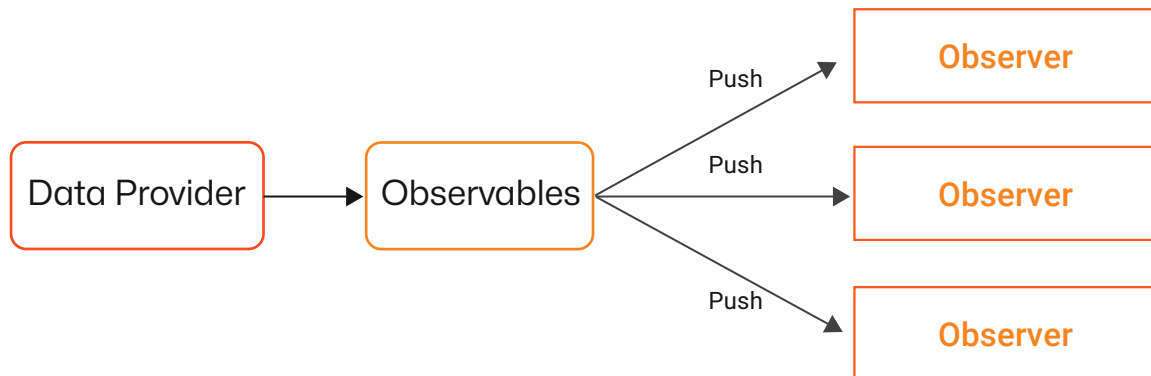 Data Provider
Observables
Push
Push
Push
Observer
Observer
Observer